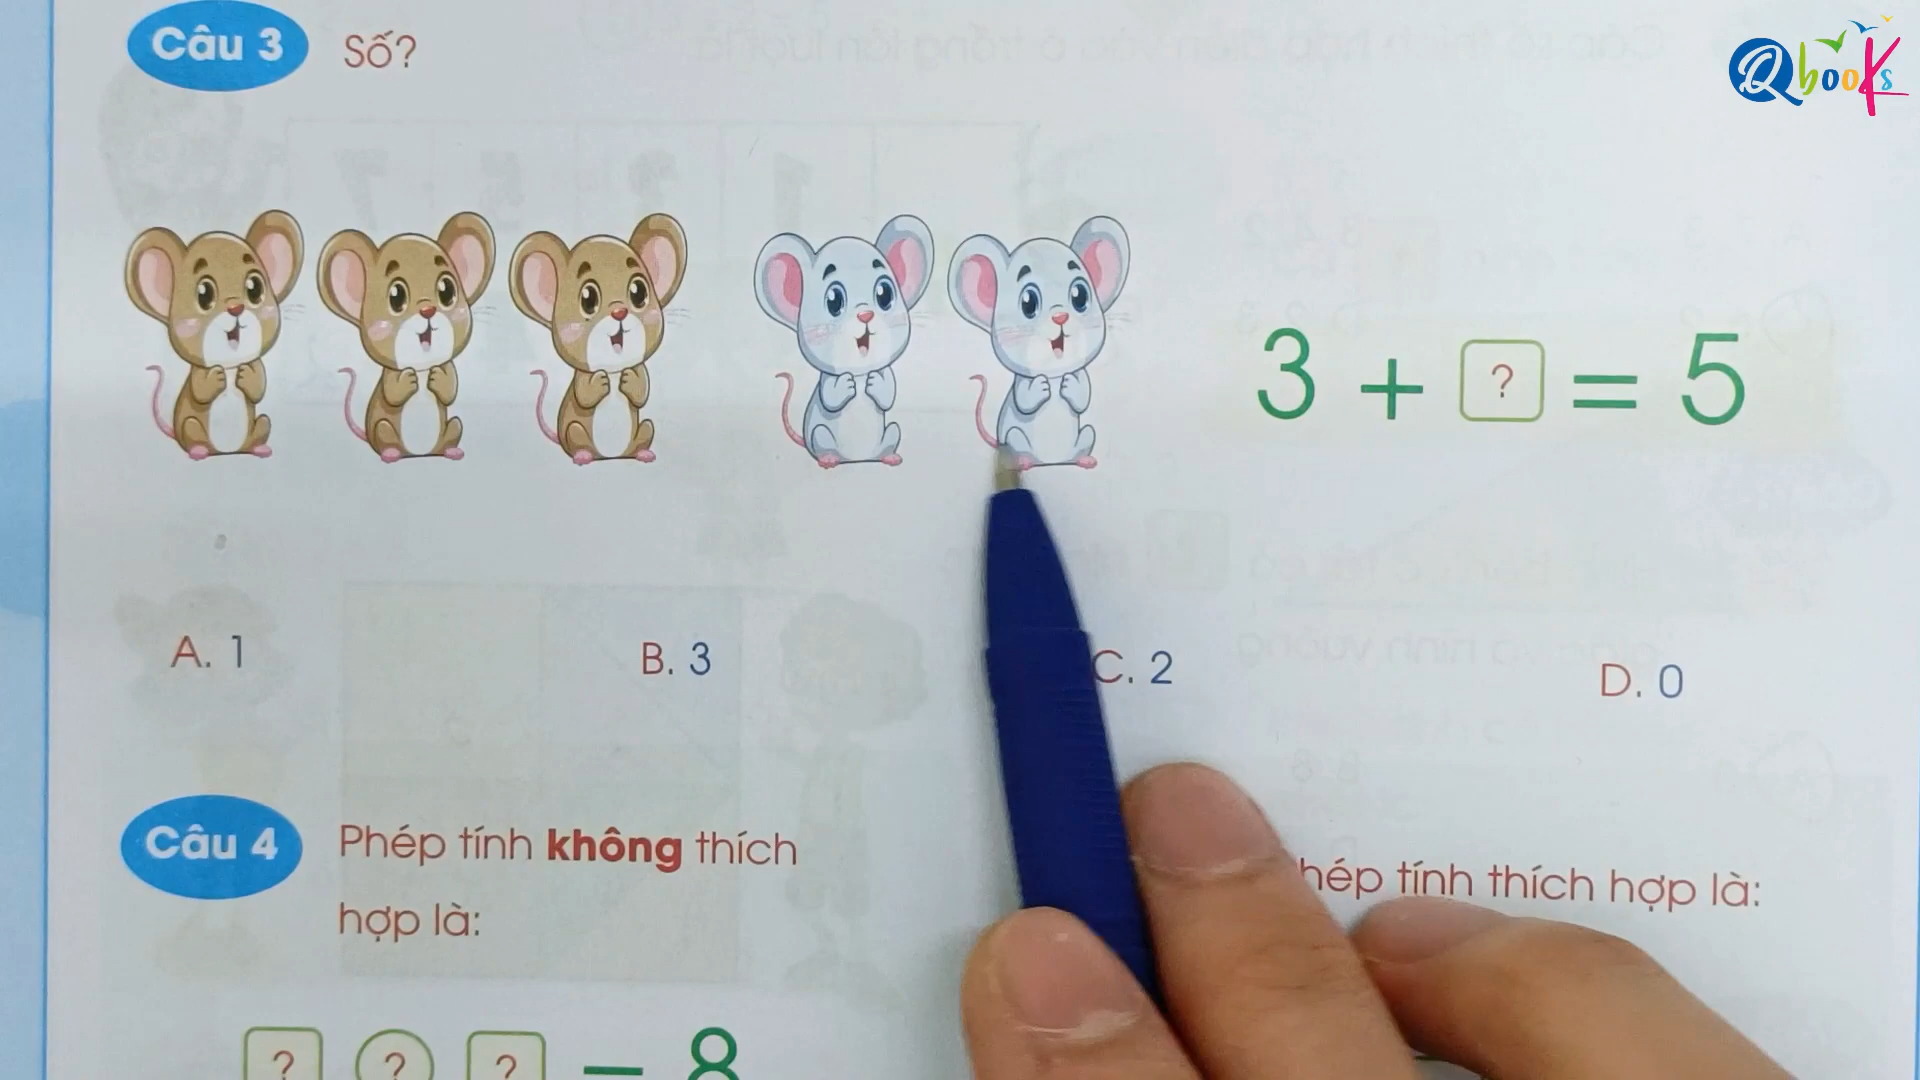 Qbooks
Câu 3 Số?
3 + ? = 5
A. 1 B. 3 C. 2 D. 0
Câu 4 Phép tính không thích
hợp là:
hép tính thích hợp là:
? ? ? = 8